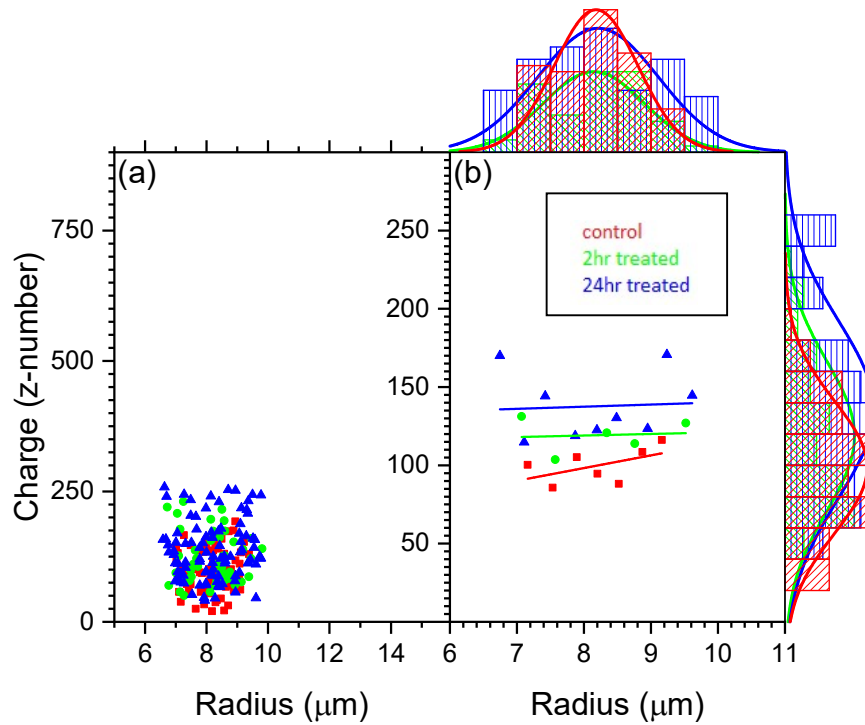 (a)
(b)
control
2hr treated
24hr treated
Charge (z-number)
750
500
250
0
250
200
150
100
50
6
8
10
12
14
6
7
8
9
10
11
Radius (μm)
Radius (μm)